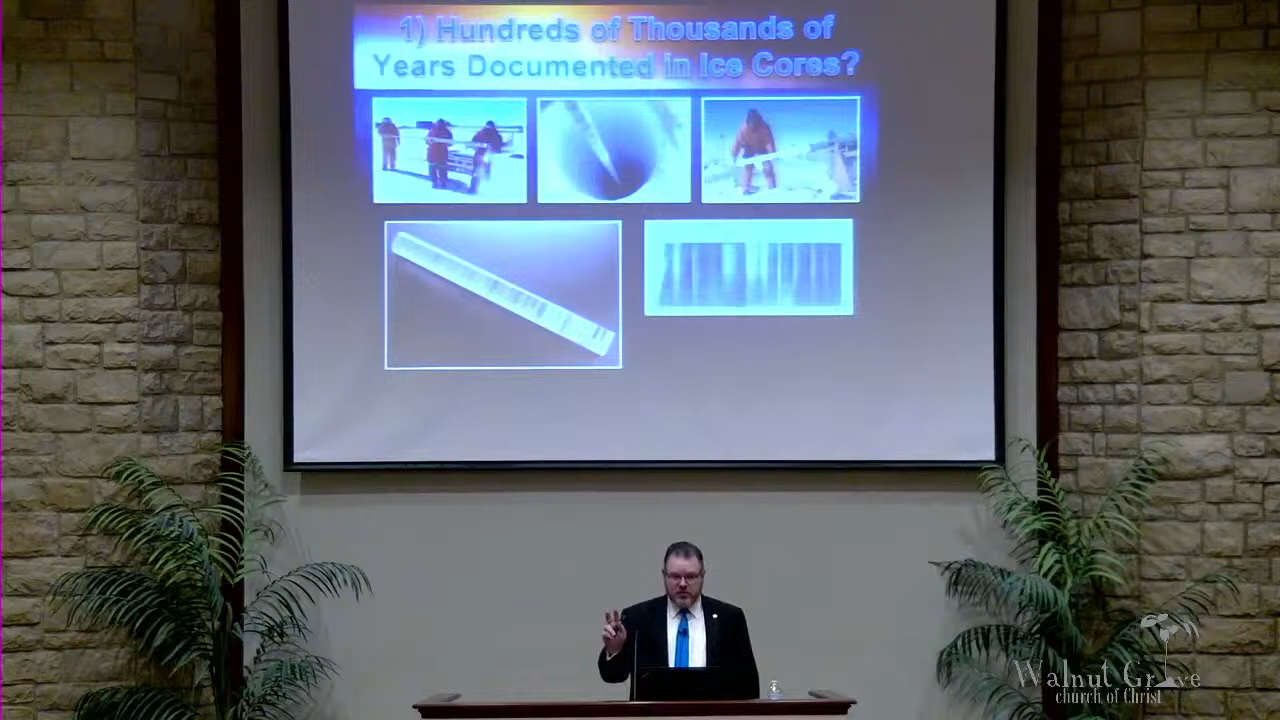 1) Hundreds of Thousands of
Years Documented in Ice Cores?
Walnut Grove
church of Christ